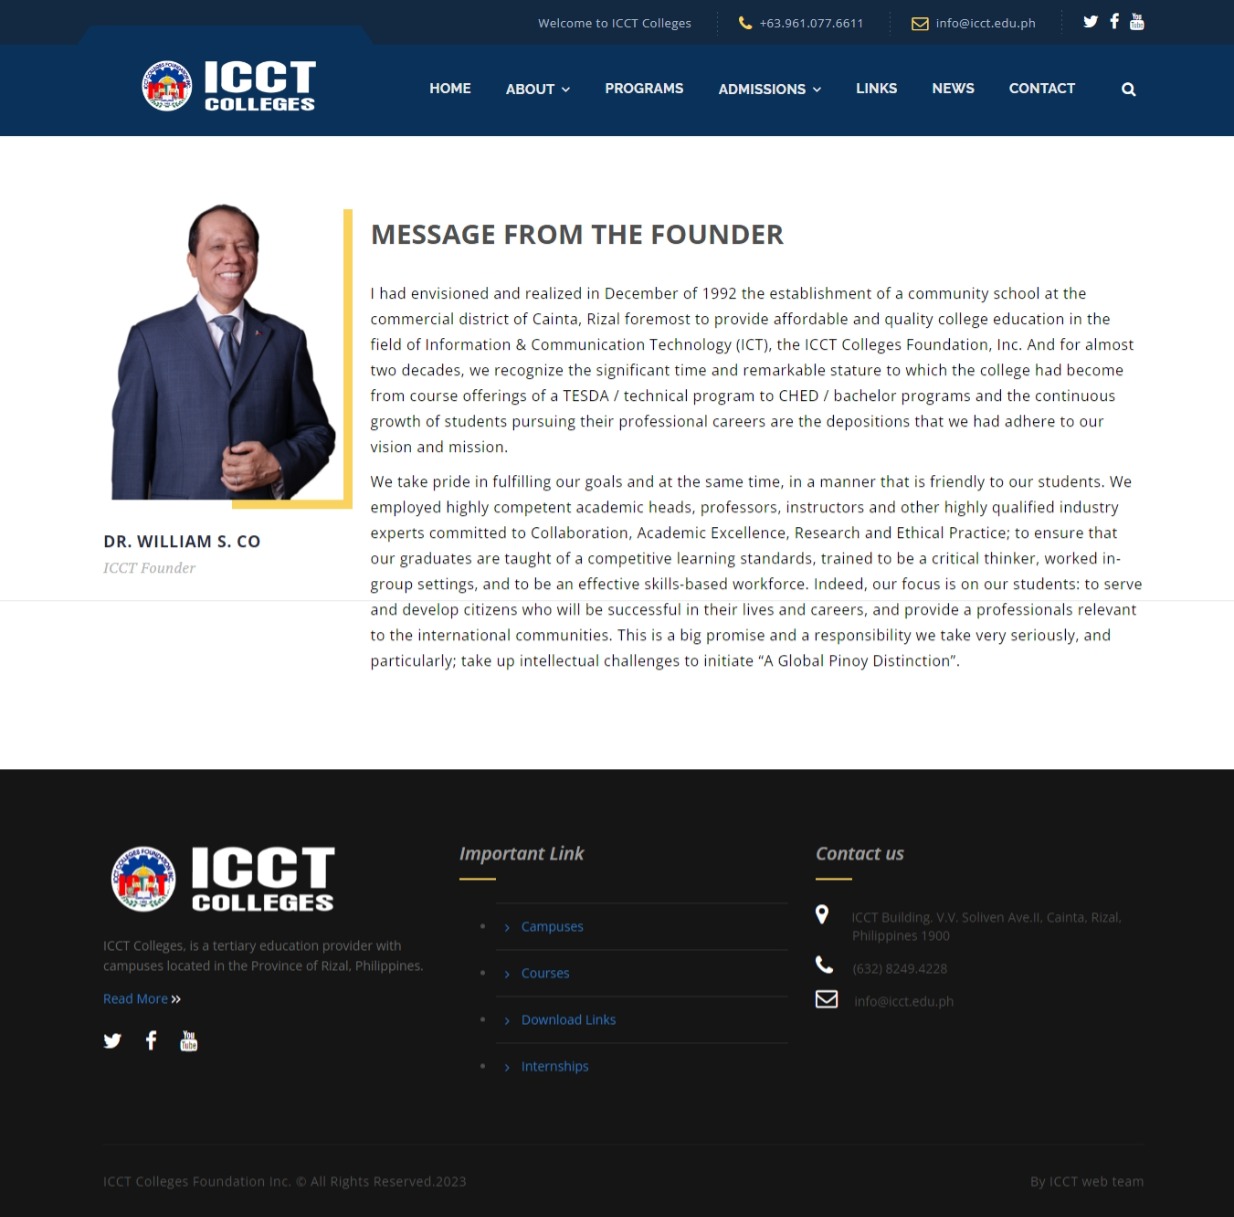 Welcome to ICCT Colleges
+63.961.077.6611
info@icct.edu.ph
ICCT
COLLEGES
HOME
ABOUT
PROGRAMS
ADMISSIONS
LINKS
NEWS
CONTACT
MESSAGE FROM THE FOUNDER
I had envisioned and realized in December of 1992 the establishment of a community school at the
commercial district of Cainta, Rizal foremost to provide affordable and quality college education in the
field of Information & Communication Technology (ICT), the ICCT Colleges Foundation, Inc. And for almost
two decades, we recognize the significant time and remarkable stature to which the college had become
from course offerings of a TESDA / technical program to CHED / bachelor programs and the continuous
growth of students pursuing their professional careers are the depositions that we had adhere to our
vision and mission.
We take pride in fulfilling our goals and at the same time, in a manner that is friendly to our students. We
employed highly competent academic heads, professors, instructors and other highly qualified industry
experts committed to Collaboration, Academic Excellence, Research and Ethical Practice; to ensure that
our graduates are taught of a competitive learning standards, trained to be a critical thinker, worked in-
group settings, and to be an effective skills-based workforce. Indeed, our focus is on our students: to serve
and develop citizens who will be successful in their lives and careers, and provide a professionals relevant
to the international communities. This is a big promise and a responsibility we take very seriously, and
particularly; take up intellectual challenges to initiate “A Global Pinoy Distinction”.
DR. WILLIAM S. CO
ICCT Founder
ICCT
COLLEGES
ICCT Colleges, is a tertiary education provider with
campuses located in the Province of Rizal, Philippines.
Read More »
You
Tube
Important Link
Campuses
Courses
Download Links
Internships
Contact us
ICCT Building. V.V. Soliven Ave.II, Cainta, Rizal,
Philippines 1900
(632) 8249.4228
info@icct.edu.ph
ICCT Colleges Foundation Inc. © All Rights Reserved.2023
By ICCT web team